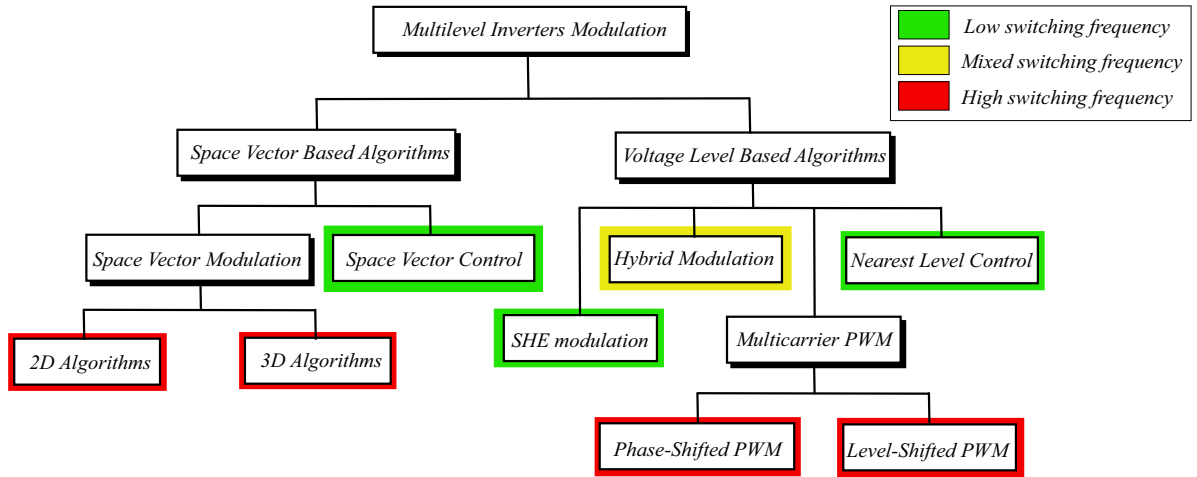 Multilevel Inverters Modulation
Low switching frequency
Mixed switching frequency
High switching frequency
Space Vector Based Algorithms
Voltage Level Based Algorithms
Space Vector Modulation
Space Vector Control
Hybrid Modulation
Nearest Level Control
2D Algorithms
3D Algorithms
SHE modulation
Multicarrier PWM
Phase-Shifted PWM
Level-Shifted PWM